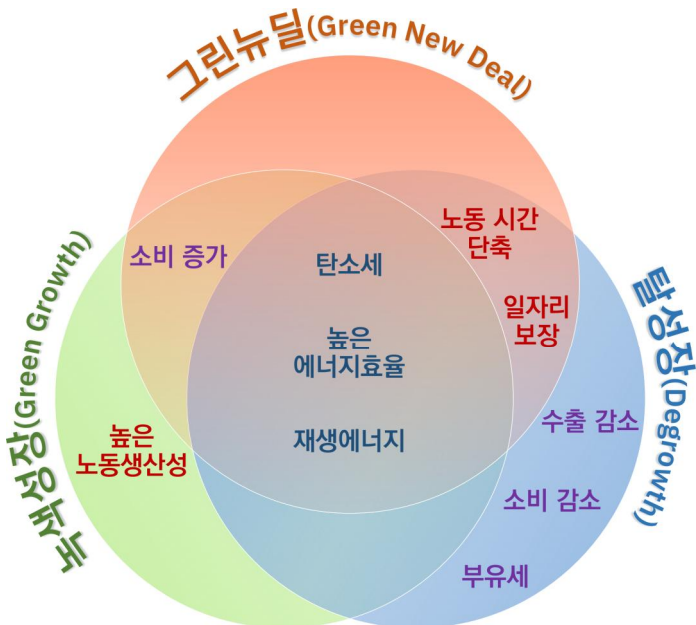 그린뉴딜(Green New Deal)
녹색성장(Green Growth)
탈성장(Degrowth)
소비 증가
탄소세
노동 시간
단축
높은
에너지효율
일자리
보장
재생에너지
높은
노동생산성
수출 감소
소비 감소
부유세